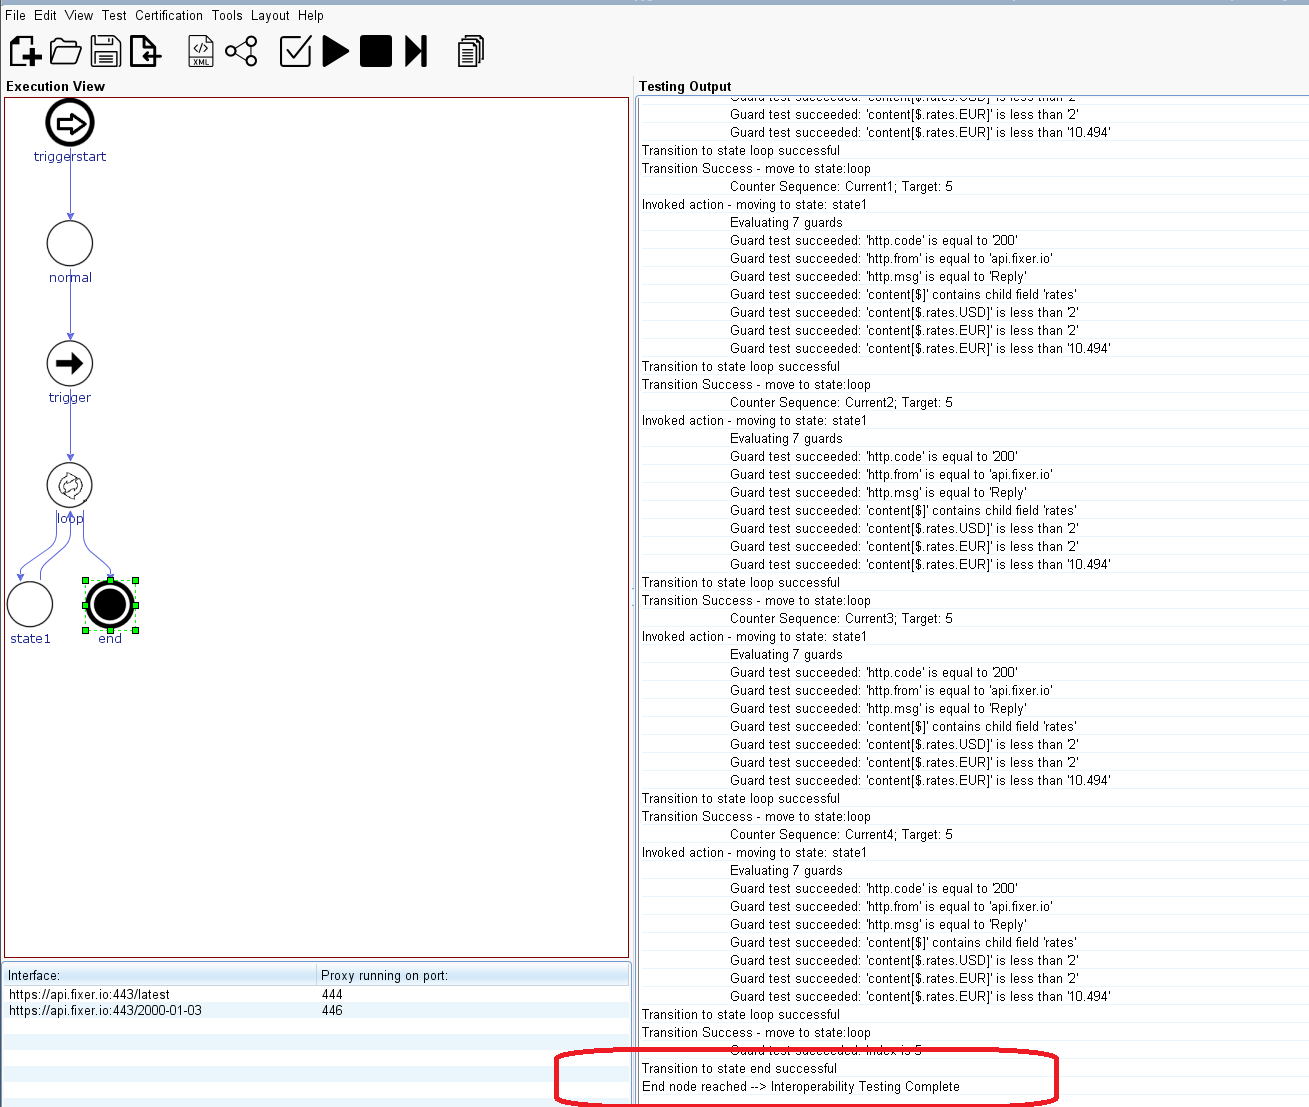 File Edit View Test Certification Tools Layout Help
XML
Execution View
triggerstart
normal
trigger
loop
state1
end
Interface: Proxy running on port:
https://api.fixer.io:443/latest 444
https://api.fixer.io:443/2000-01-03 446
Testing Output
Guard test succeeded: 'content[$.rates.USD]' is less than '2'
Guard test succeeded: 'content[$.rates.EUR]' is less than '2'
Guard test succeeded: 'content[$.rates.EUR]' is less than '10.494'
Transition to state loop successful
Transition Success - move to state:loop
Counter Sequence: Current1; Target: 5
Invoked action - moving to state: state1
Evaluating 7 guards
Guard test succeeded: 'http.code' is equal to '200'
Guard test succeeded: 'http.from' is equal to 'api.fixer.io'
Guard test succeeded: 'http.msg' is equal to 'Reply'
Guard test succeeded: 'content[$]' contains child field 'rates'
Guard test succeeded: 'content[$.rates.USD]' is less than '2'
Guard test succeeded: 'content[$.rates.EUR]' is less than '2'
Guard test succeeded: 'content[$.rates.EUR]' is less than '10.494'
Transition to state loop successful
Transition Success - move to state:loop
Counter Sequence: Current2; Target: 5
Invoked action - moving to state: state1
Evaluating 7 guards
Guard test succeeded: 'http.code' is equal to '200'
Guard test succeeded: 'http.from' is equal to 'api.fixer.io'
Guard test succeeded: 'http.msg' is equal to 'Reply'
Guard test succeeded: 'content[$]' contains child field 'rates'
Guard test succeeded: 'content[$.rates.USD]' is less than '2'
Guard test succeeded: 'content[$.rates.EUR]' is less than '2'
Guard test succeeded: 'content[$.rates.EUR]' is less than '10.494'
Transition to state loop successful
Transition Success - move to state:loop
Counter Sequence: Current3; Target: 5
Invoked action - moving to state: state1
Evaluating 7 guards
Guard test succeeded: 'http.code' is equal to '200'
Guard test succeeded: 'http.from' is equal to 'api.fixer.io'
Guard test succeeded: 'http.msg' is equal to 'Reply'
Guard test succeeded: 'content[$]' contains child field 'rates'
Guard test succeeded: 'content[$.rates.USD]' is less than '2'
Guard test succeeded: 'content[$.rates.EUR]' is less than '2'
Guard test succeeded: 'content[$.rates.EUR]' is less than '10.494'
Transition to state loop successful
Transition Success - move to state:loop
Counter Sequence: Current4; Target: 5
Invoked action - moving to state: state1
Evaluating 7 guards
Guard test succeeded: 'http.code' is equal to '200'
Guard test succeeded: 'http.from' is equal to 'api.fixer.io'
Guard test succeeded: 'http.msg' is equal to 'Reply'
Guard test succeeded: 'content[$]' contains child field 'rates'
Guard test succeeded: 'content[$.rates.USD]' is less than '2'
Guard test succeeded: 'content[$.rates.EUR]' is less than '2'
Guard test succeeded: 'content[$.rates.EUR]' is less than '10.494'
Transition to state loop successful
Transition Success - move to state:loop
Guard test succeeded: Index is 5
Transition to state end successful
End node reached --> Interoperability Testing Complete